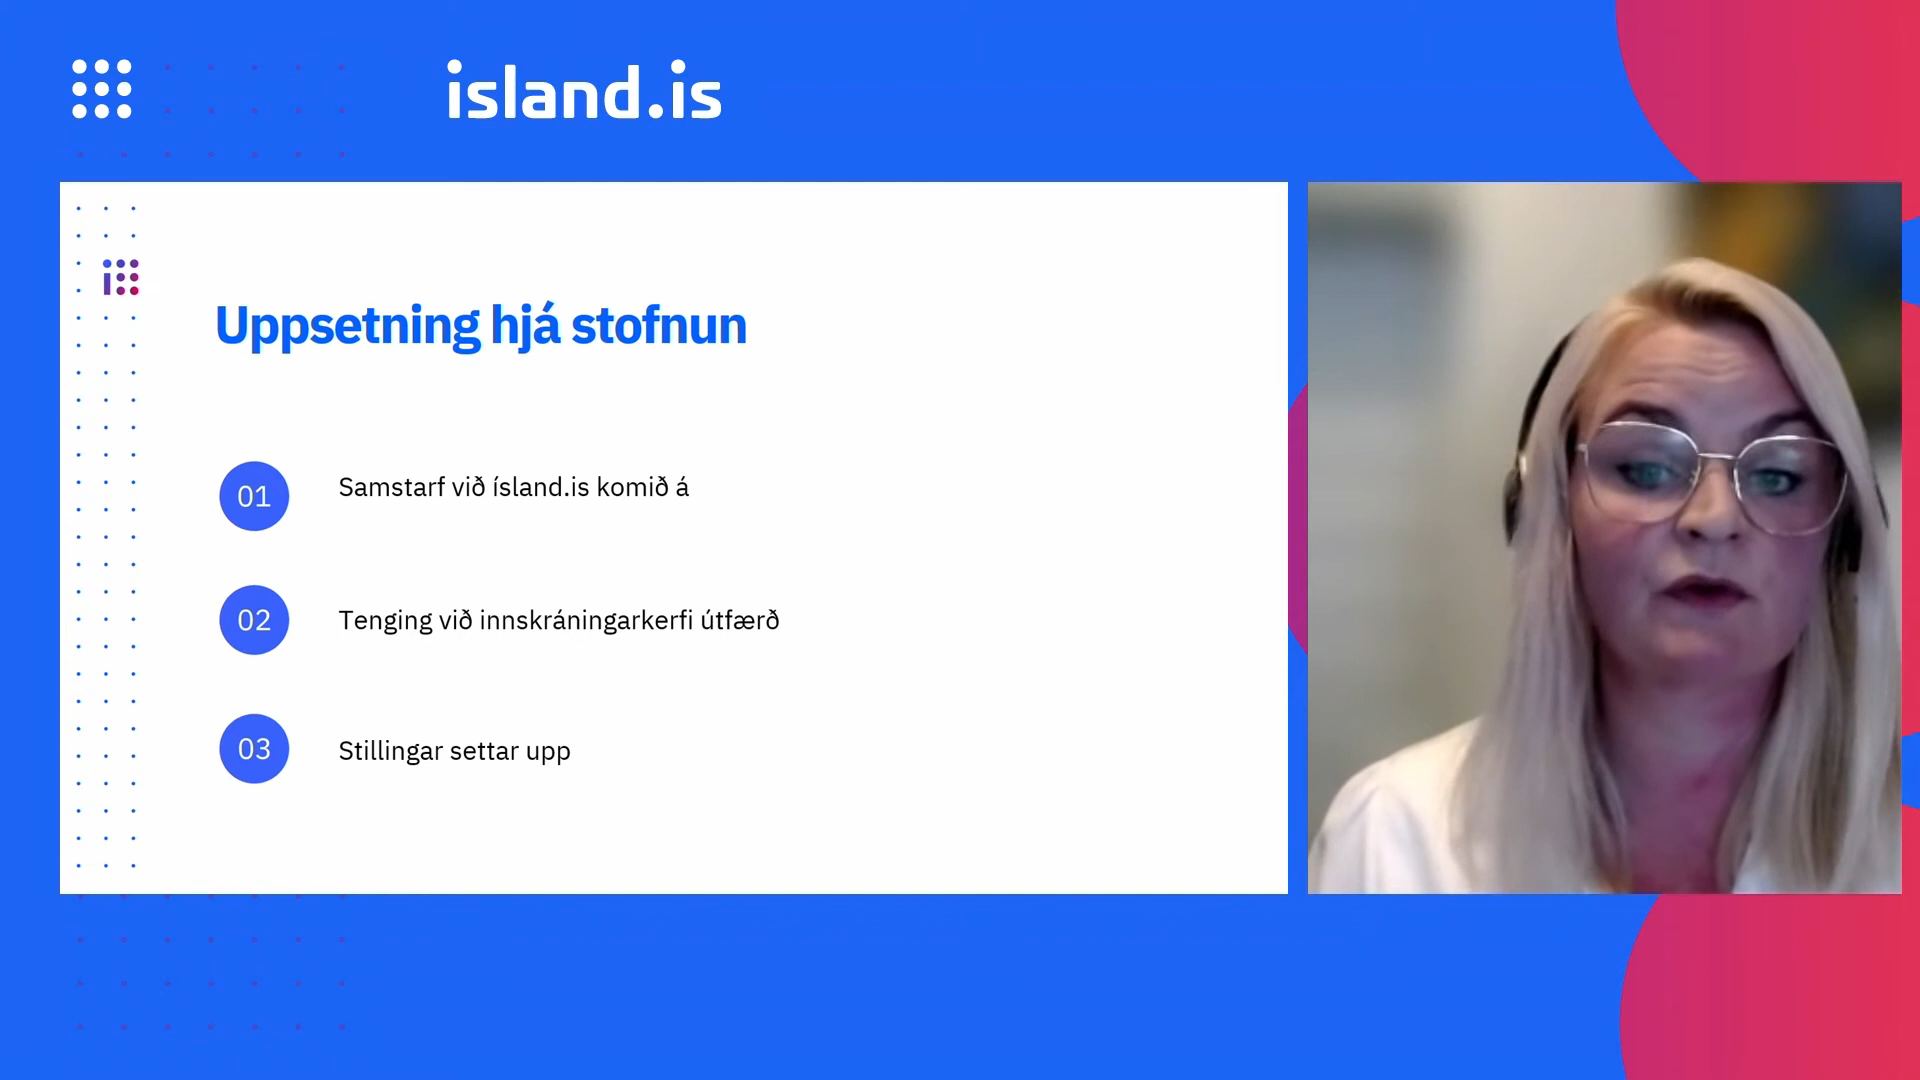 island.is
Uppsetning hjá stofnun
01 Samstarf við ísland.is komið á
02 Tenging við innskráningarkerfi útfærð
03 Stillingar settar upp